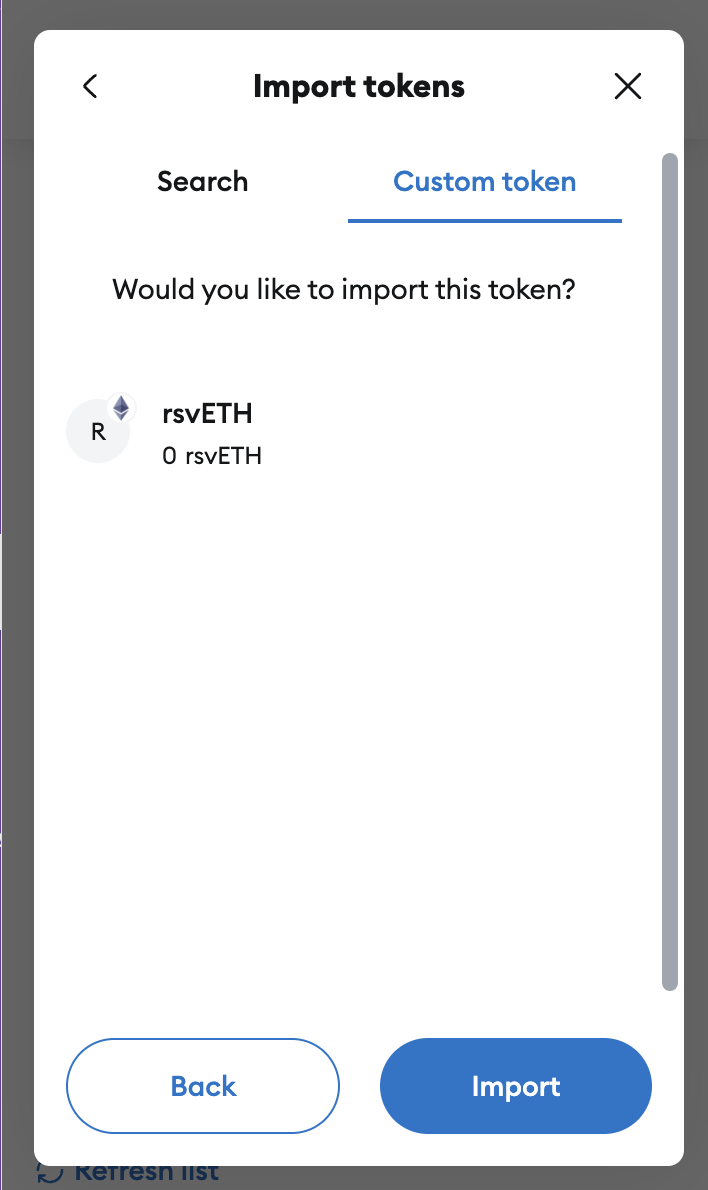 Import tokens
Search
Custom token
Would you like to import this token?
R
rsvETH
0 rsvETH
Back
Import
Refresh list